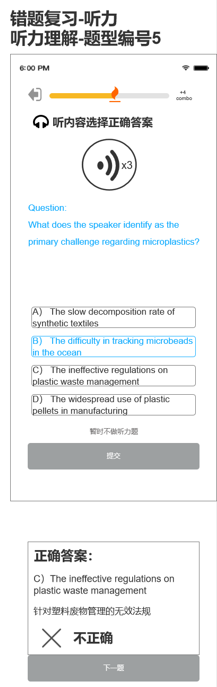 错题复习-听力
听力理解-题型编号5
6:00 PM
+4
combo
听内容选择正确答案
x3
Question:
What does the speaker identify as the
primary challenge regarding microplastics?
A) The slow decomposition rate of
synthetic textiles
B) The difficulty in tracking microbeads
in the ocean
C) The ineffective regulations on
plastic waste management
D) The widespread use of plastic
pellets in manufacturing
暂时不做听力题
提交
正确答案：
C) The ineffective regulations on
plastic waste management
针对塑料废物管理的无效法规
不正确
下一题